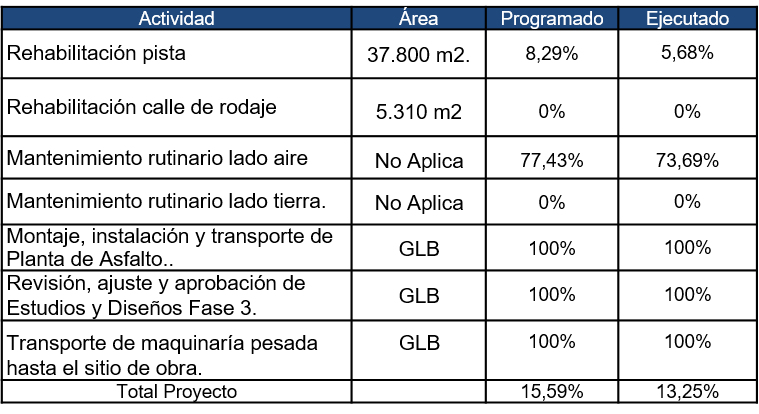 Actividad Área Programado Ejecutado
Rehabilitación pista 37.800 m2. 8,29% 5,68%
Rehabilitación calle de rodaje 5.310 m2 0% 0%
Mantenimiento rutinario lado aire No Aplica 77,43% 73,69%
Mantenimiento rutinario lado tierra. No Aplica 0% 0%
Montaje, instalación y transporte de
Planta de Asfalto.. GLB 100% 100%
Revisión, ajuste y aprobación de
Estudios y Diseños Fase 3. GLB 100% 100%
Transporte de maquinaría pesada
hasta el sitio de obra. GLB 100% 100%
Total Proyecto 15,59% 13,25%